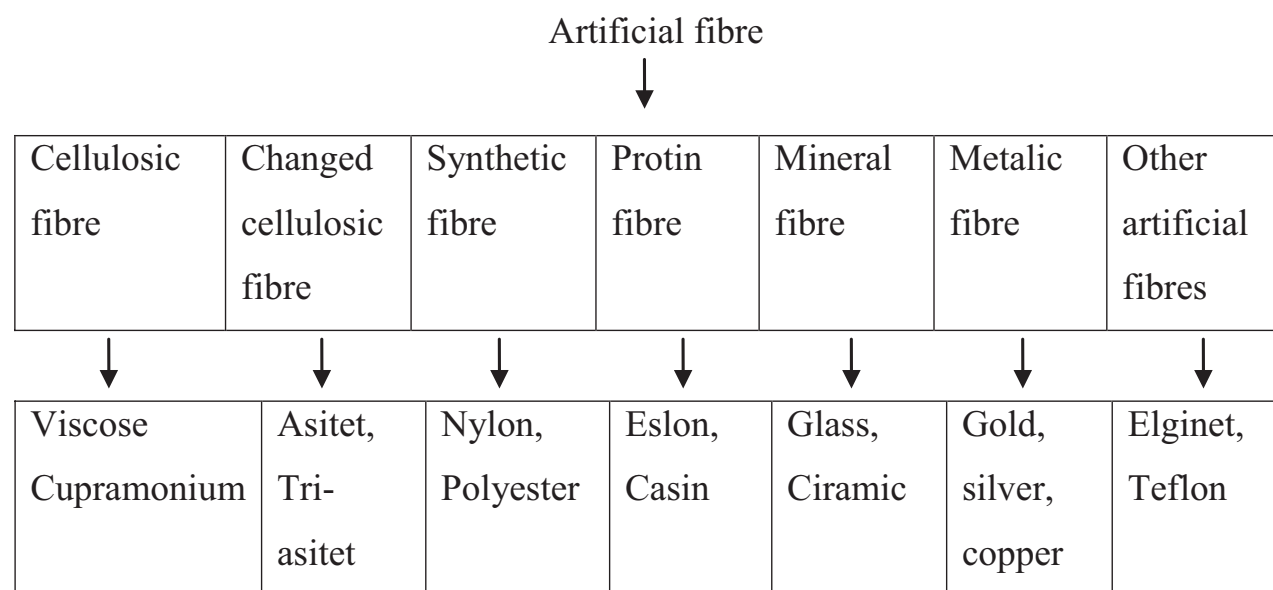 Artificial fibre
Cellulosic
fibre
Changed
cellulosic
fibre
Synthetic
fibre
Protin
fibre
Mineral
fibre
Metalic
fibre
Other
artificial
fibres
Viscose
Cupramonium
Asitet,
Tri-
asitet
Nylon,
Polyester
Eslon,
Casin
Glass,
Ciramic
Gold,
silver,
copper
Elginet,
Teflon